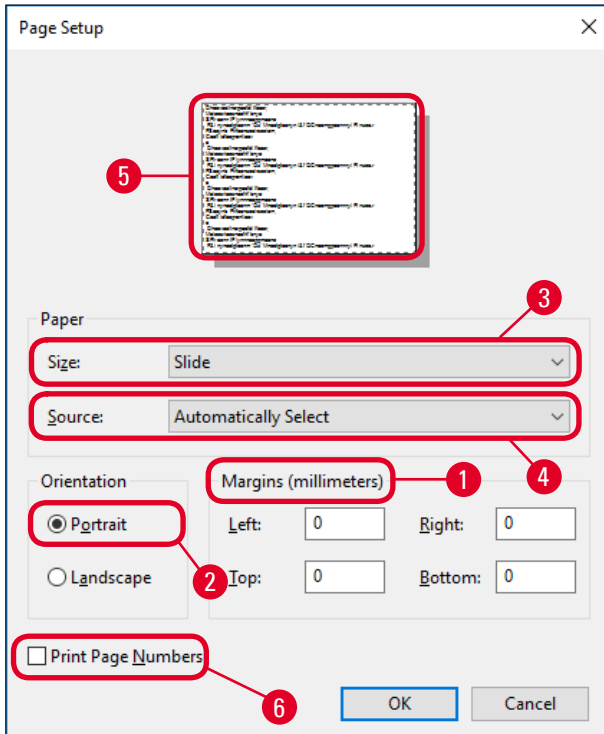 Page Setup
5
3
Paper
Size: Slide
Source: Automatically Select
4
Orientation Margins (millimeters) 1
Portrait Left: 0 Right: 0
2
Landscape Top: 0 Bottom: 0
Print Page Numbers
6
OK Cancel